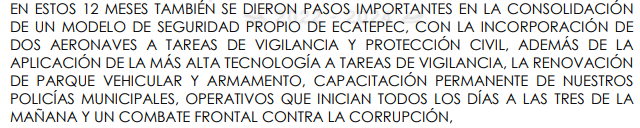 EN ESTOS 12 MESES TAMBIÉN SE DIERON PASOS IMPORTANTES EN LA CONSOLIDACIÓN
DE UN MODELO DE SEGURIDAD PROPIO DE ECATEPEC, CON LA INCORPORACIÓN DE
DOS AERONAVES A TAREAS DE VIGILANCIA Y PROTECCIÓN CIVIL, ADEMÁS DE LA
APLICACIÓN DE LA MÁS ALTA TECNOLOGÍA A TAREAS DE VIGILANCIA, LA RENOVACIÓN
DE PARQUE VEHICULAR Y ARMAMENTO, CAPACITACIÓN PERMANENTE DE NUESTROS
POLICÍAS MUNICIPALES, OPERATIVOS QUE INICIAN TODOS LOS DÍAS A LAS TRES DE LA
MAÑANA Y UN COMBATE FRONTAL CONTRA LA CORRUPCIÓN,